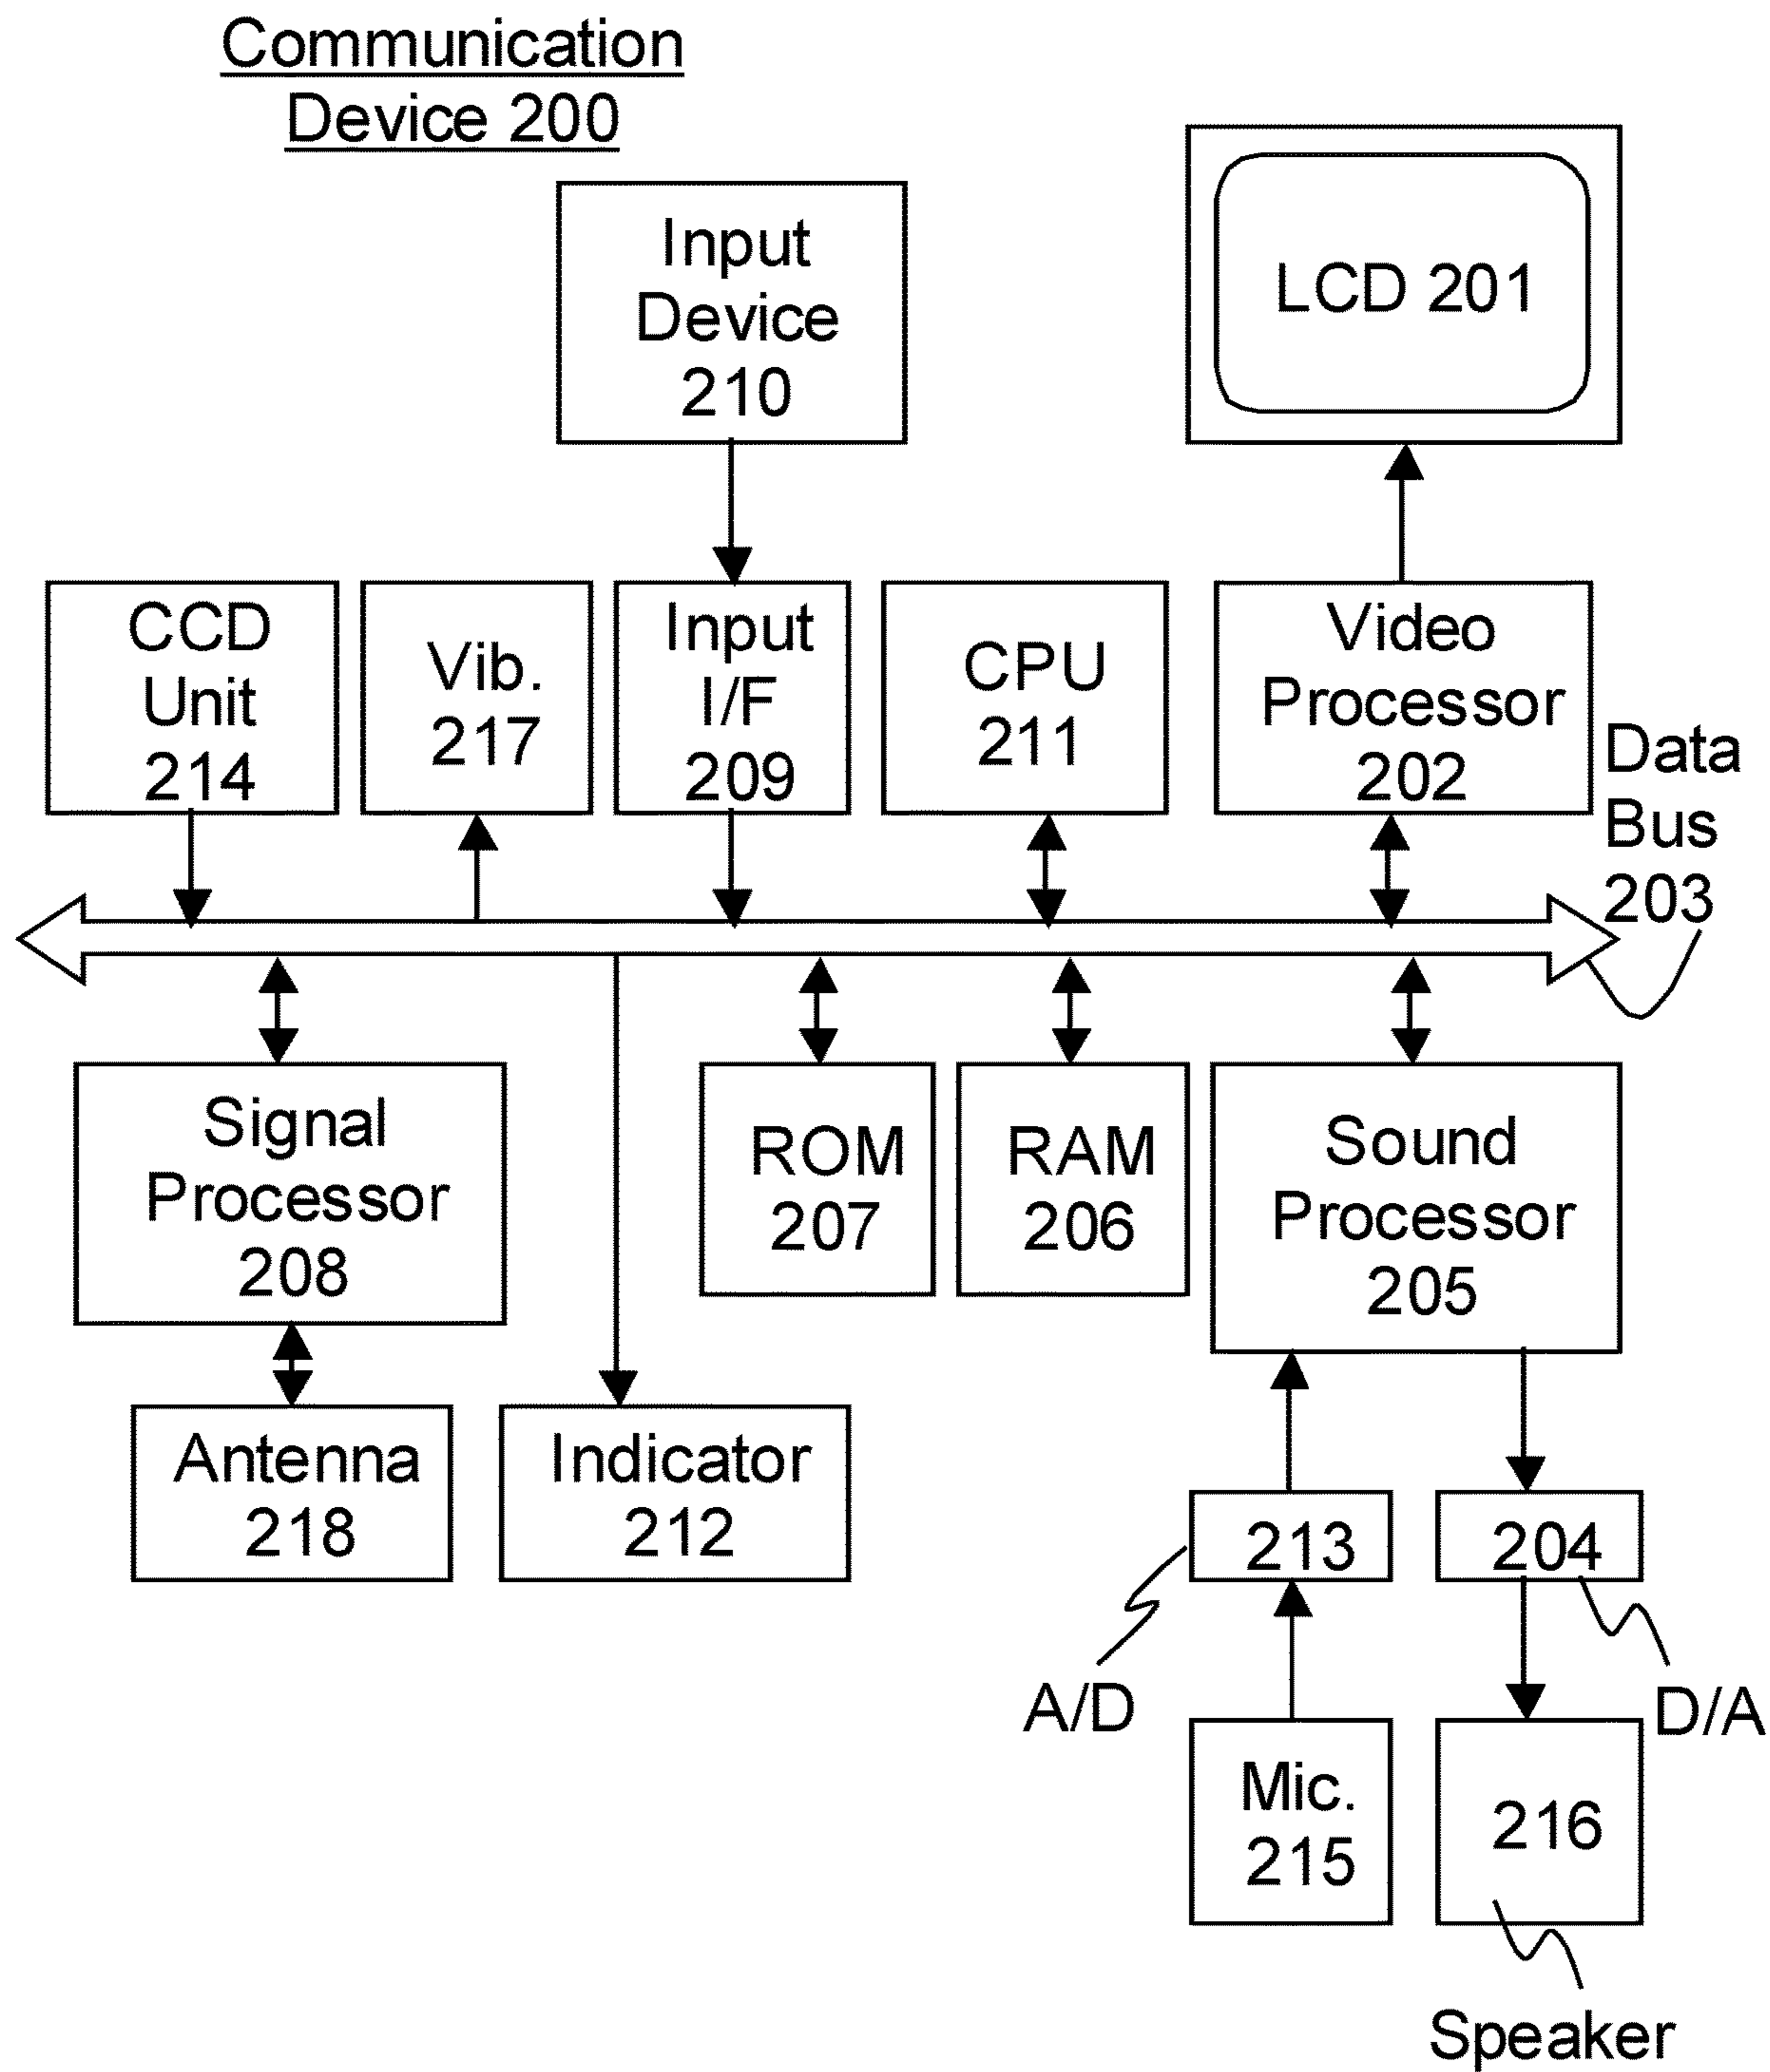 Communication
Device 200
Input
Device
210
LCD 201
CCD
Unit
214
Vib.
217
Input
I/F
209
CPU
211
Video
Processor
202
Data
Bus
203
Signal
Processor
208
ROM
207
RAM
206
Sound
Processor
205
Antenna
218
Indicator
212
213
204
A/D
D/A
Mic.
215
216
Speaker